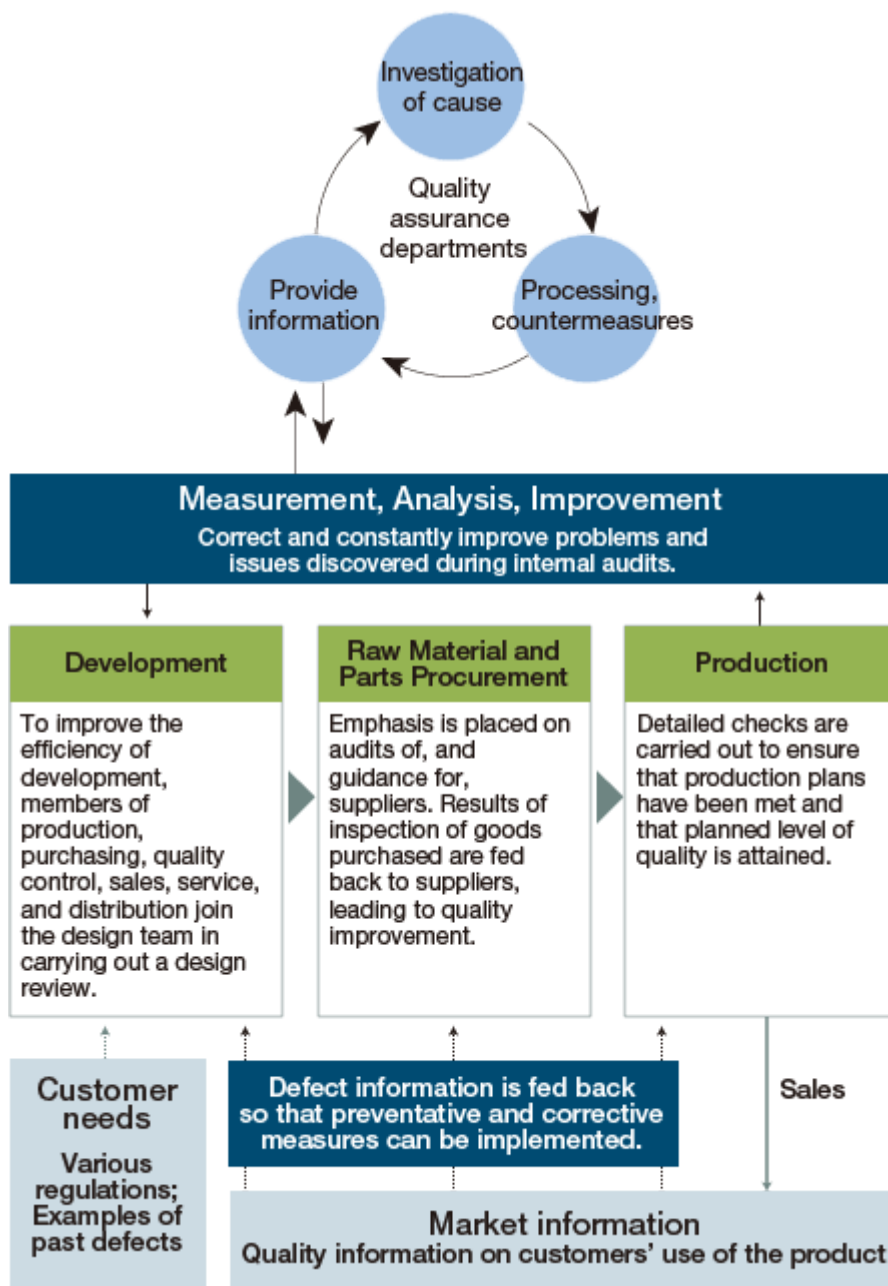 Investigation
of cause
Quality
assurance
departments
Provide
information
Processing,
countermeasures
Measurement, Analysis, Improvement
Correct and constantly improve problems and
issues discovered during internal audits.
Development
To improve the
efficiency of
development,
members of
production,
purchasing, quality
control, sales, service,
and distribution join
the design team in
carrying out a design
review.
Raw Material and
Parts Procurement
Emphasis is placed on
audits of, and
guidance for,
suppliers. Results of
inspection of goods
purchased are fed
back to suppliers,
leading to quality
improvement.
Production
Detailed checks are
carried out to ensure
that production plans
have been met and
that planned level of
quality is attained.
Customer
needs
Various
regulations;
Examples of
past defects
Defect information is fed back
so that preventative and corrective
measures can be implemented.
Sales
Market information
Quality information on customers’ use of the product